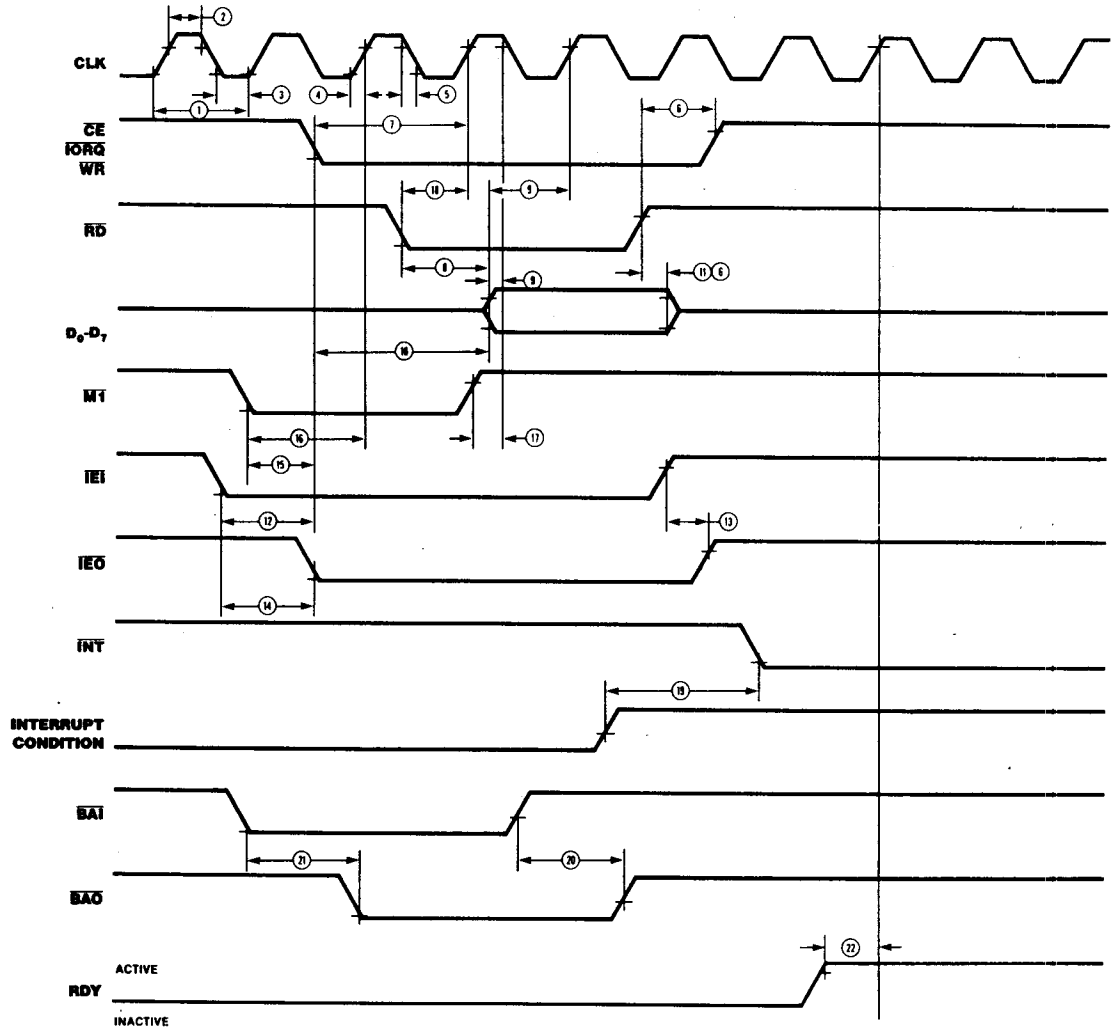 2
CLK
3
4
5
1
6
CE
7
IORQ
WR
10
9
RD
8
9
11 6
D0-D7
M1
16
17
15
IEI
12
13
IEO
14
INT
19
INTERRUPT
CONDITION
BAI
21
20
BAO
22
ACTIVE
RDY
INACTIVE